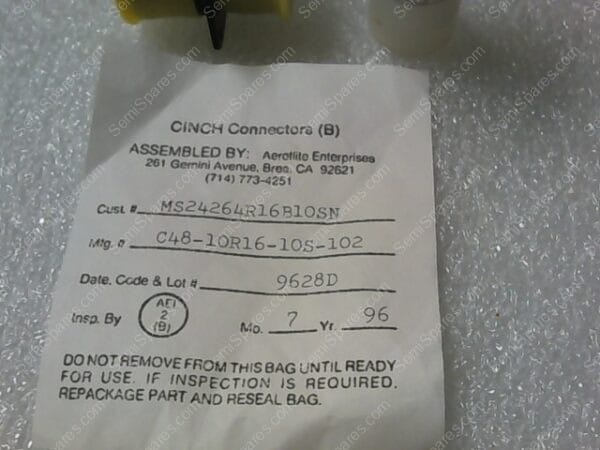 CINCH Connectors (B)
ASSEMBLED BY: Aeroflite Enterprises
261 Gemini Avenue, Brea, CA 92621
(714) 773-4251
Cust. # MS24264R16B10SN
Mfg. # C48-10R16-10S-102
Date, Code & Lot # 9628D
Insp. By AEI 2 (B) Mo. 7 Yr. 96
DO NOT REMOVE FROM THIS BAG UNTIL READY
FOR USE. IF INSPECTION IS REQUIRED,
REPACKAGE PART AND RESEAL BAG.
SemiSpares.com